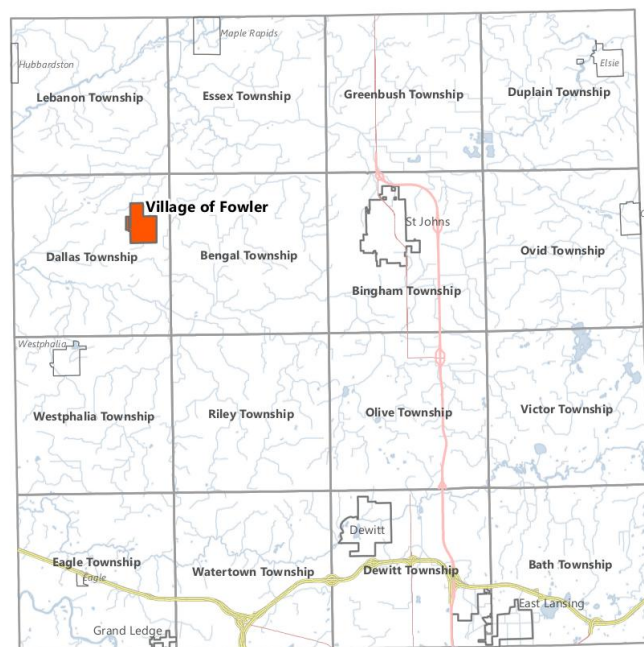 Maple Rapids
Hubbardston
Elsie
Lebanon Township
Essex Township
Greenbush Township
Duplain Township
Village of Fowler
St Johns
Dallas Township
Bengal Township
Ovid Township
Bingham Township
Westphalia
Westphalia Township
Riley Township
Olive Township
Victor Township
Dewitt
Eagle Township
Watertown Township
Dewitt Township
Bath Township
Eagle
East Lansing
Grand Ledge